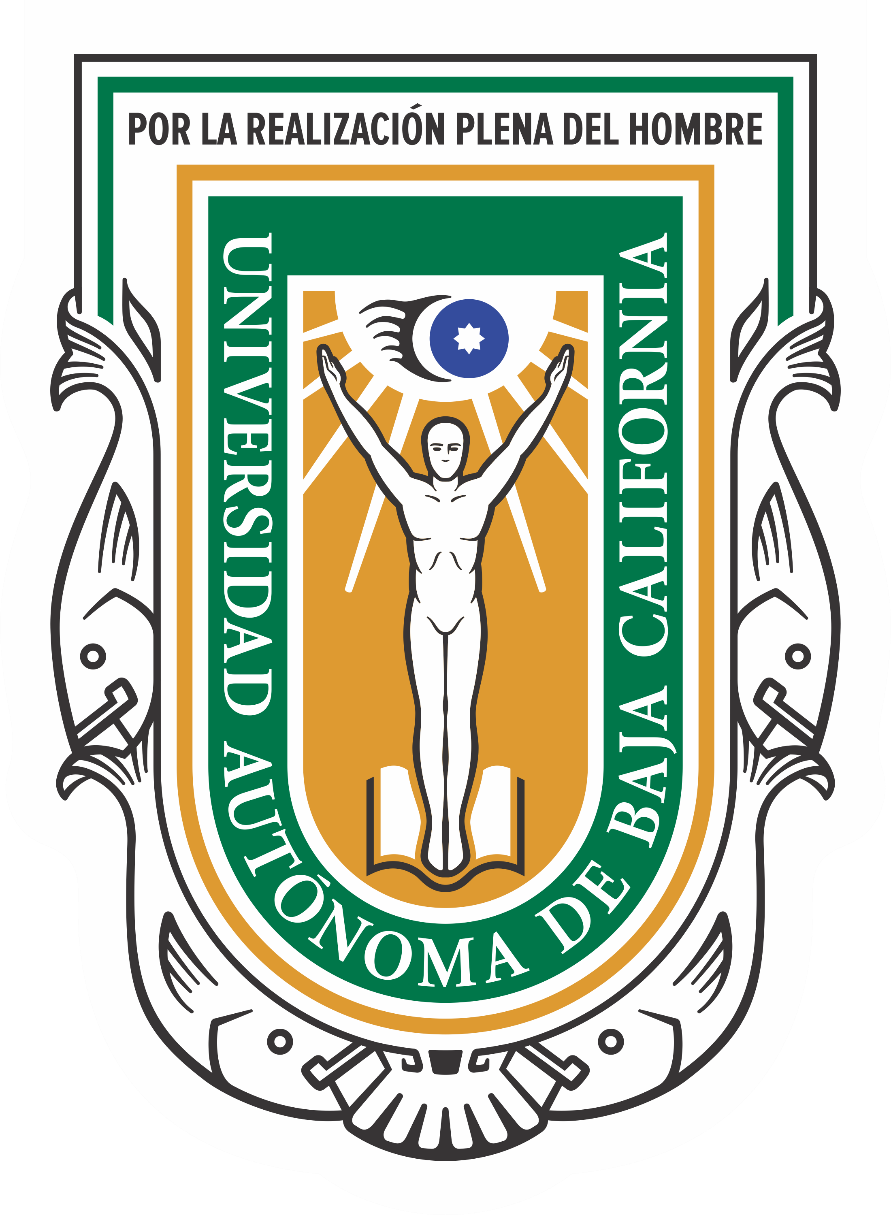 POR LA REALIZACIÓN PLENA DEL HOMBRE
UNIVERSIDAD AUTÓNOMA DE BAJA CALIFORNIA